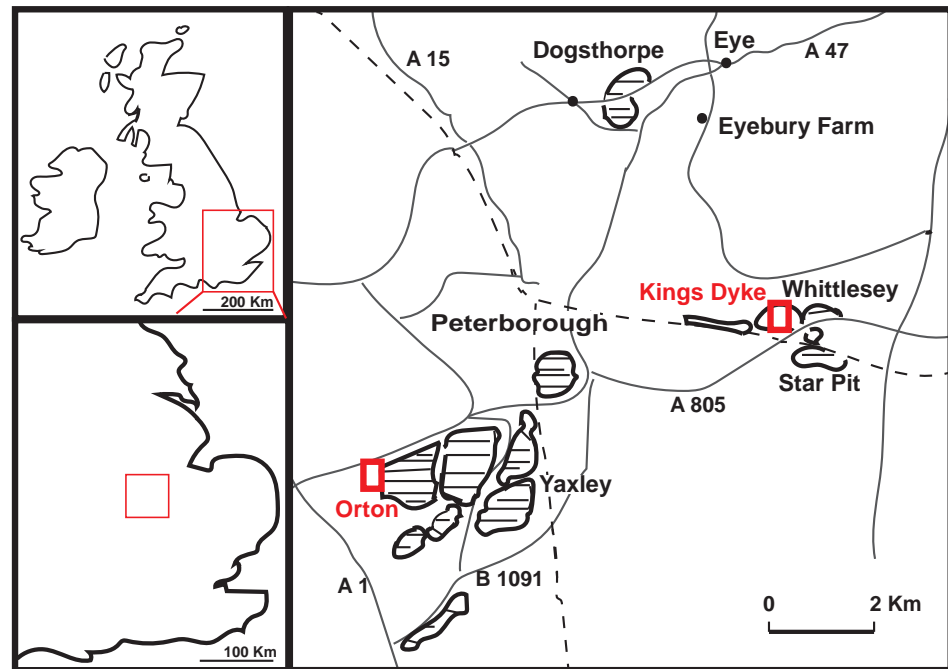 200 Km
100 Km
A 15
Dogsthorpe
Eye
A 47
Eyebury Farm
Kings Dyke
Whittlesey
Peterborough
Star Pit
A 805
Yaxley
Orton
A 1
B 1091
0
2 Km